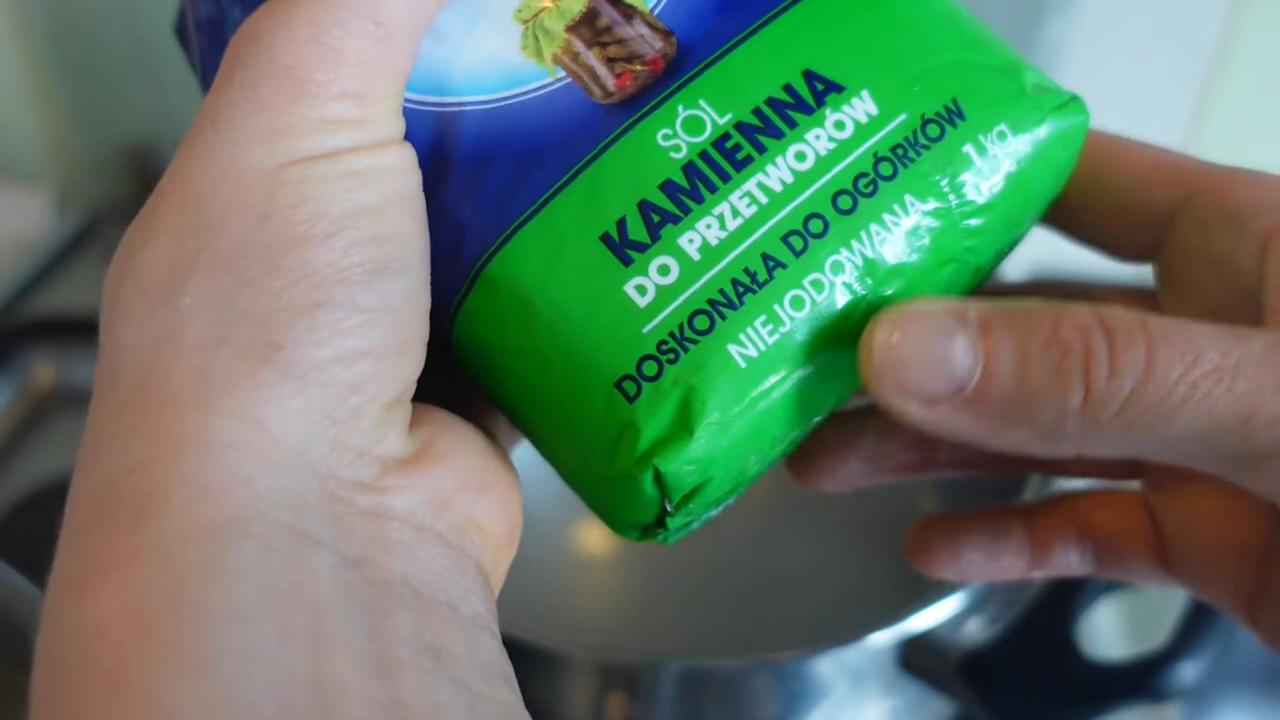 SÓL
KAMIENNA
DO PRZETWORÓW
DOSKONAŁA DO OGÓRKÓW
NIEJODOWANA
1 kg